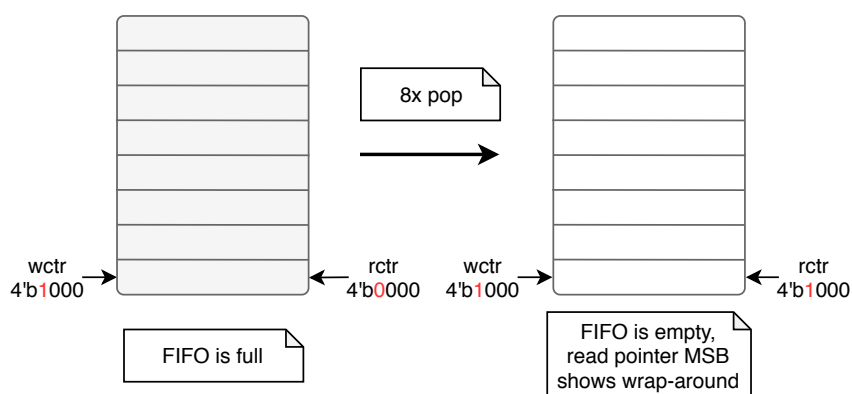 8x pop
wctr
4'b1000
rctr
4'b0000
wctr
4'b1000
rctr
4'b1000
FIFO is full
FIFO is empty,
read pointer MSB
shows wrap-around